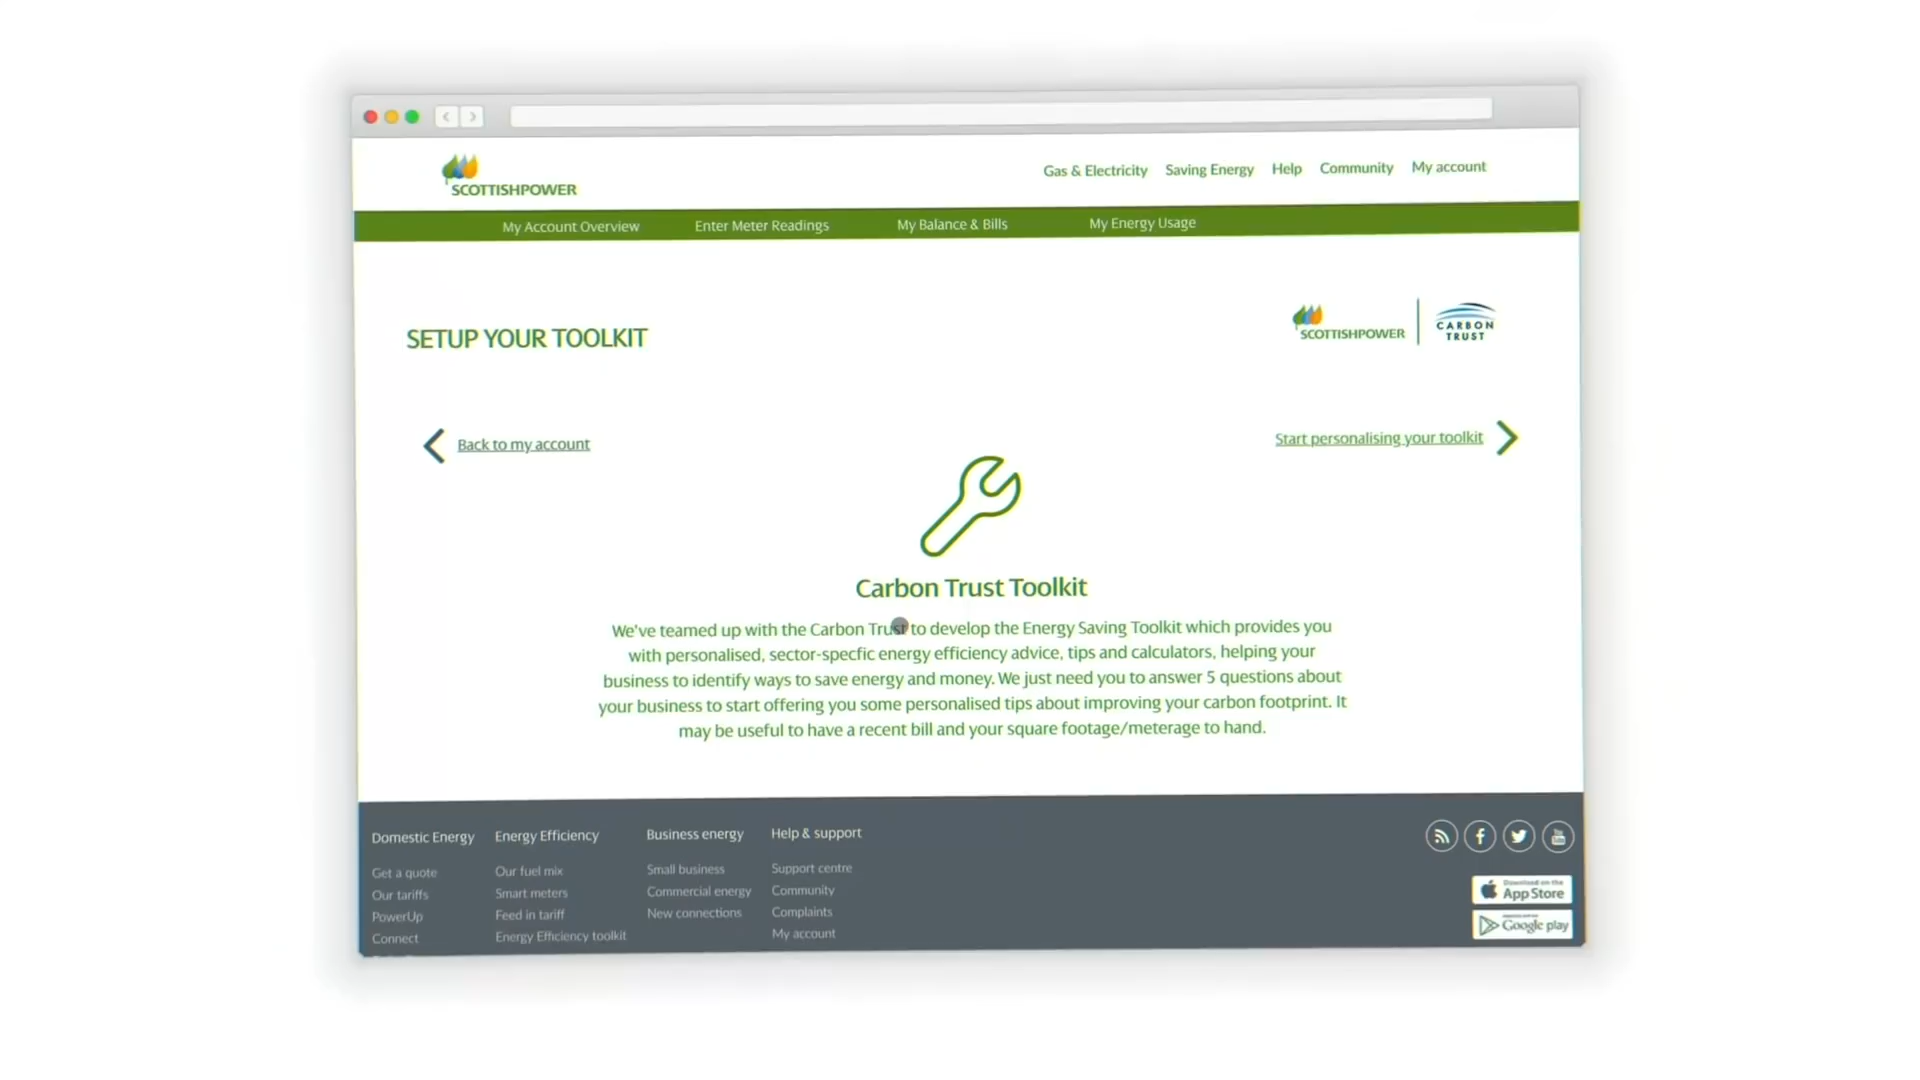 SCOTTISHPOWER
Gas & Electricity Saving Energy Help Community My account
My Account Overview Enter Meter Readings My Balance & Bills My Energy Usage
SETUP YOUR TOOLKIT
SCOTTISHPOWER
CARBON
TRUST
Back to my account
Start personalising your toolkit
Carbon Trust Toolkit
We've teamed up with the Carbon Trust to develop the Energy Saving Toolkit which provides you
with personalised, sector-specfic energy efficiency advice, tips and calculators, helping your
business to identify ways to save energy and money. We just need you to answer 5 questions about
your business to start offering you some personalised tips about improving your carbon footprint. It
may be useful to have a recent bill and your square footage/meterage to hand.
Domestic Energy
Get a quote
Our tariffs
PowerUp
Connect
Energy Efficiency
Our fuel mix
Smart meters
Feed in tariff
Energy Efficiency toolkit
Business energy
Small business
Commercial energy
New connections
Help & support
Support centre
Community
Complaints
My account
You
Tube
Download on the
App Store
Google play